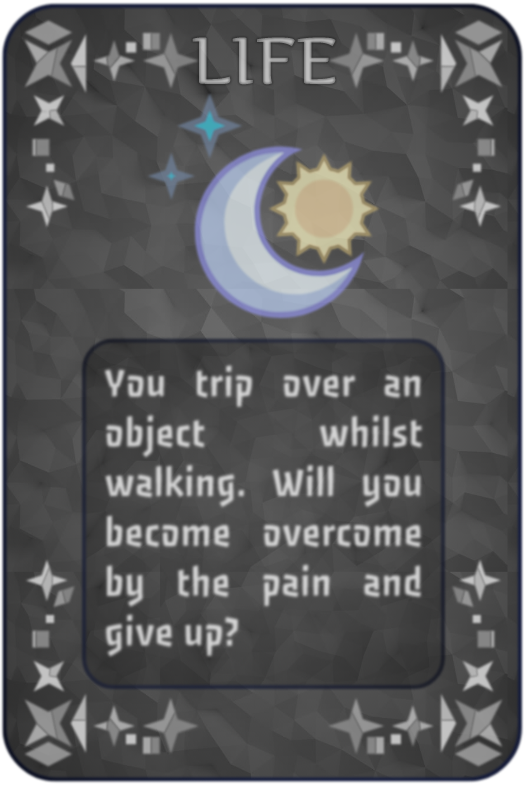 LIFE
You trip over an
object whilst
walking. Will you
become overcome
by the pain and
give up?